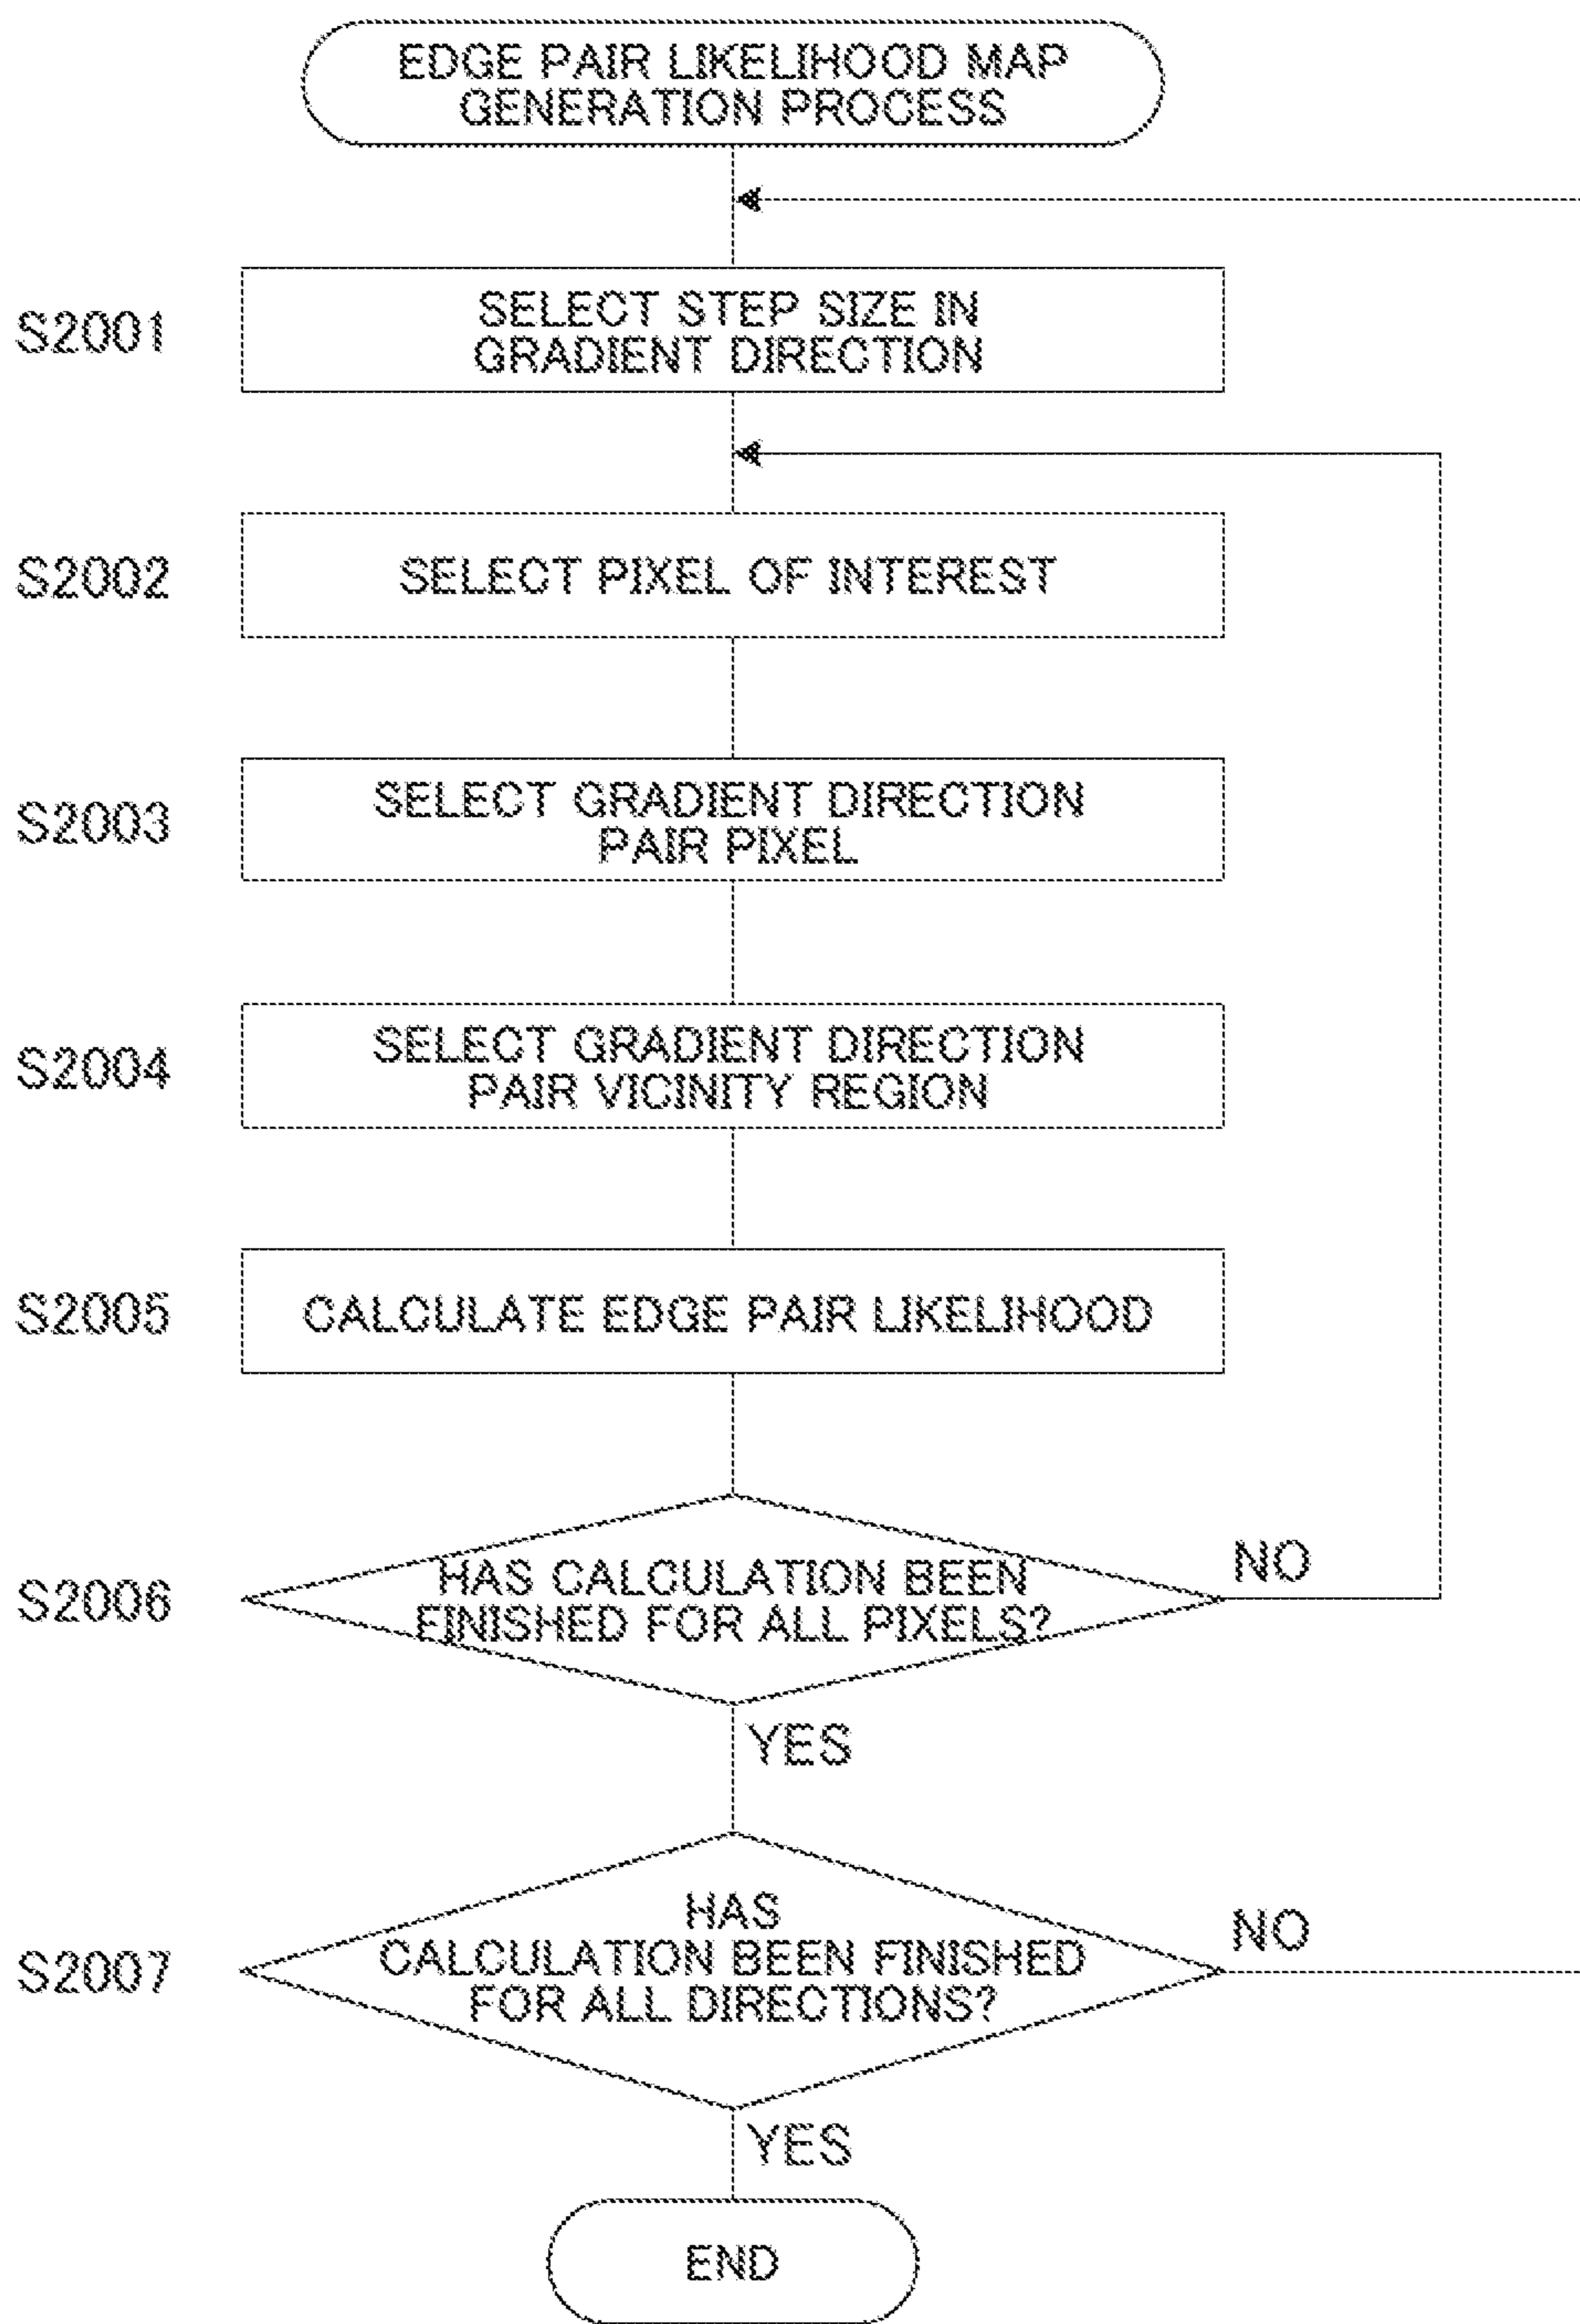 EDGE PAIR LIKELIHOOD MAP
GENERATION PROCESS
S2001
SELECT STEP SIZE IN
GRADIENT DIRECTION
S2002
SELECT PIXEL OF INTEREST
S2003
SELECT GRADIENT DIRECTION
PAIR PIXEL
S2004
SELECT GRADIENT DIRECTION
PAIR VICINITY REGION
S2005
CALCULATE EDGE PAIR LIKELIHOOD
S2006
HAS CALCULATION BEEN
FINISHED FOR ALL PIXELS?
NO
YES
S2007
HAS
CALCULATION BEEN FINISHED
FOR ALL DIRECTIONS?
NO
YES
END